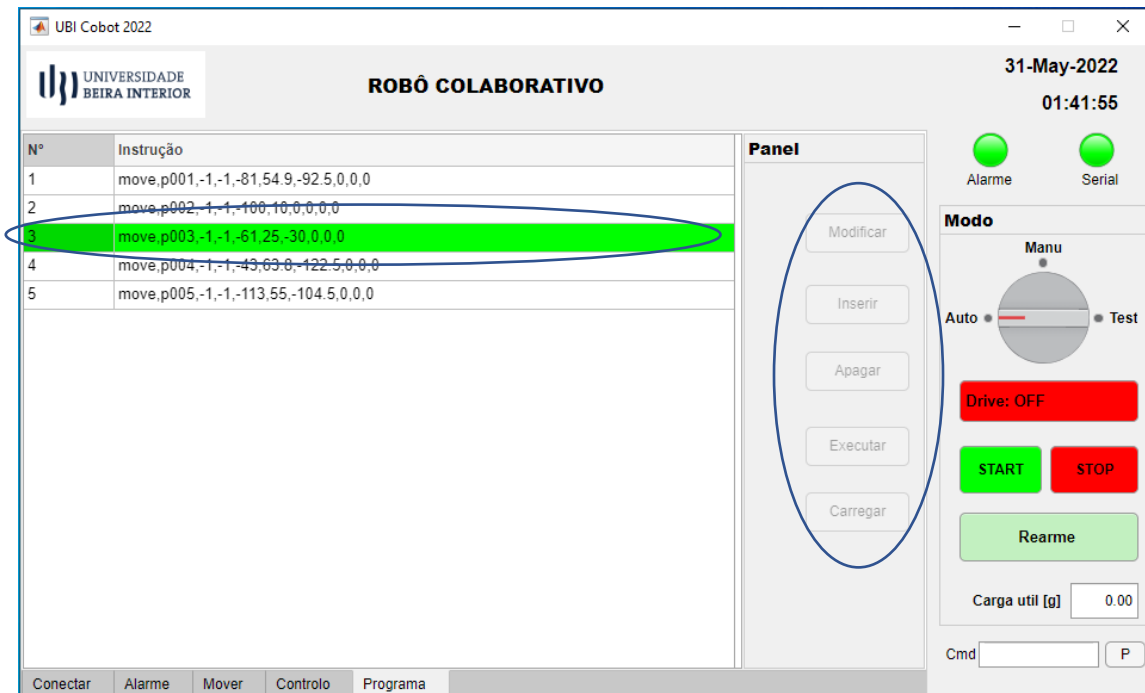 UBI Cobot 2022
UNIVERSIDADE
BEIRA INTERIOR
ROBÔ COLABORATIVO
31-May-2022
01:41:55
N° Instrução
1 move,p001,-1,-1,-81,54.9,-92.5,0,0,0
2 move,p002,-1,-1,-100,10,0,0,0,0
3 move,p003,-1,-1,-61,25,-30,0,0,0
4 move,p004,-1,-1,-43,63.8,-122.5,0,0,0
5 move,p005,-1,-1,-113,55,-104.5,0,0,0
Panel
Modificar
Inserir
Apagar
Executar
Carregar
Alarme Serial
Modo
Manu
Auto Test
Drive: OFF
START STOP
Rearme
Carga util [g] 0.00
Cmd P
Conectar Alarme Mover Controlo Programa